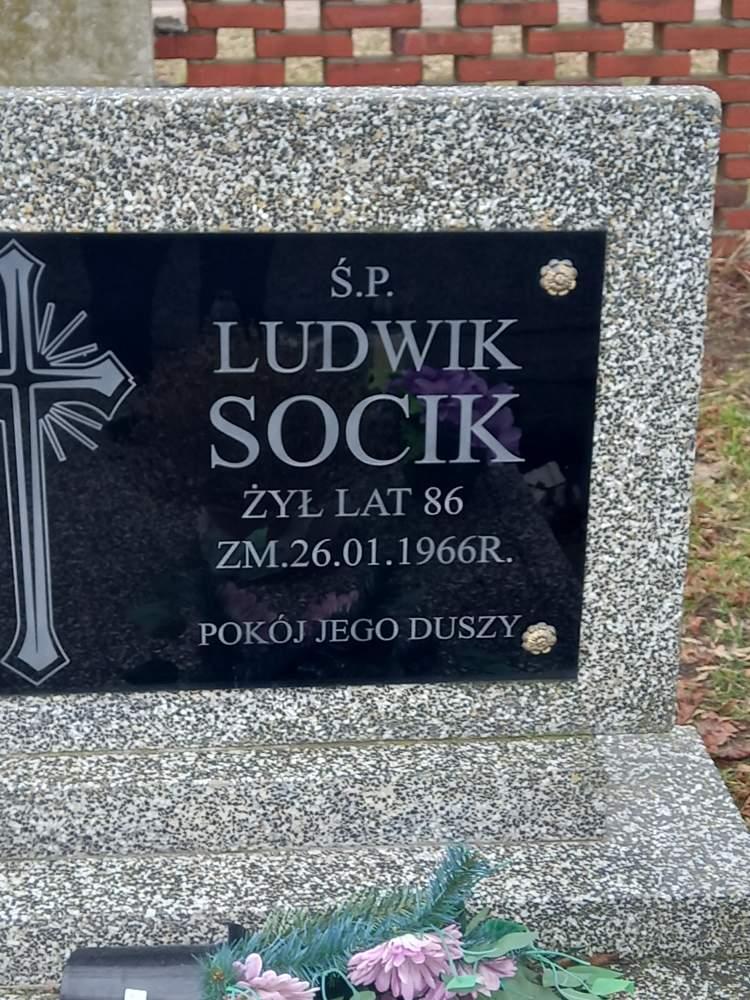 Ś.P.
LUDWIK
SOCIK
ŻYŁ LAT 86
ZM.26.01.1966R.
POKÓJ JEGO DUSZY